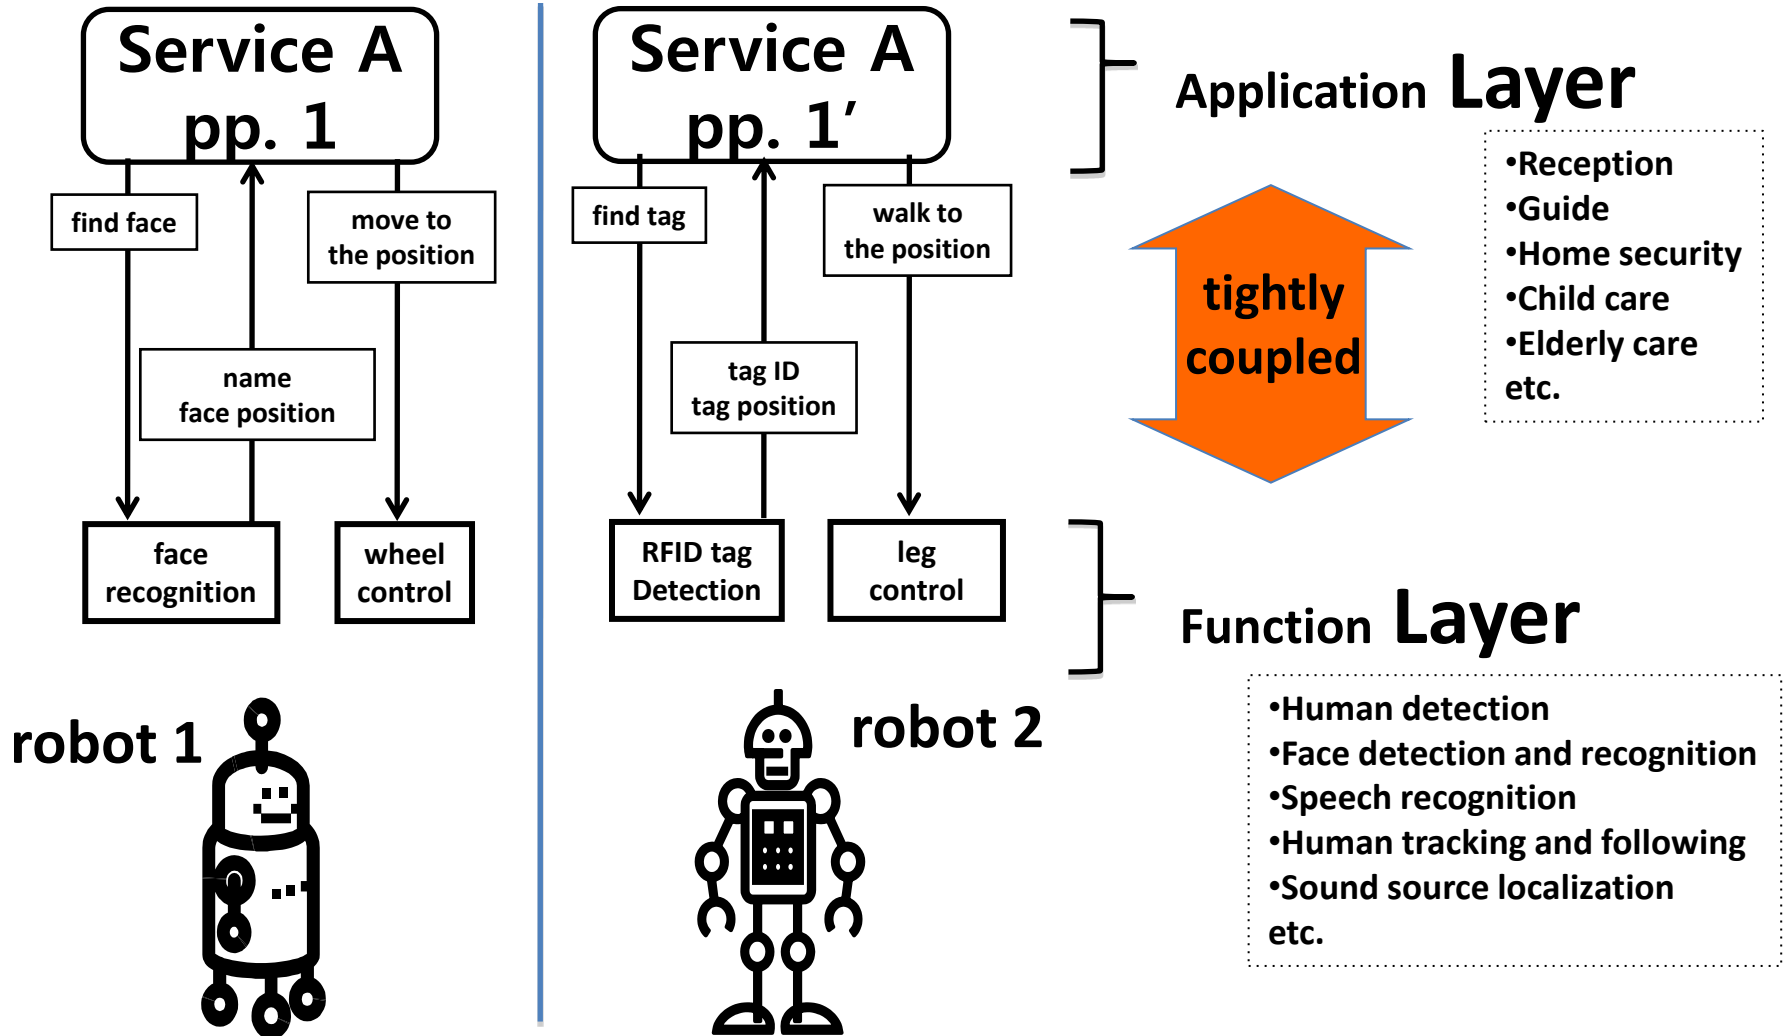 Service A
pp. 1
find face
move to
the position
name
face position
face
recognition
wheel
control
robot 1
Service A
pp. 1’
find tag
walk to
the position
tag ID
tag position
RFID tag
Detection
leg
control
robot 2
Application Layer
•Reception
•Guide
•Home security
•Child care
•Elderly care
etc.
tightly
coupled
Function Layer
•Human detection
•Face detection and recognition
•Speech recognition
•Human tracking and following
•Sound source localization
etc.